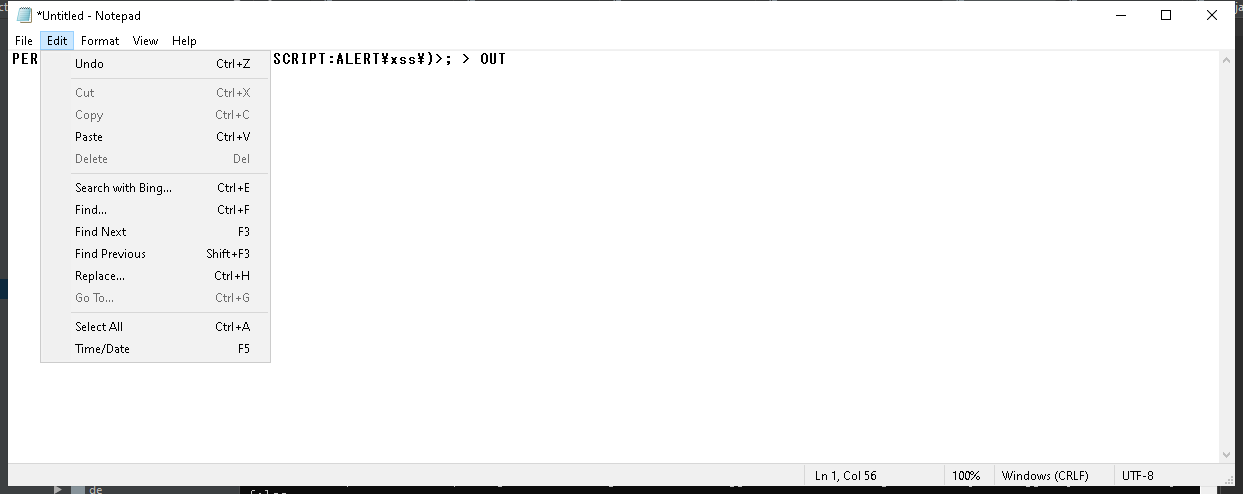 *Untitled - Notepad
File Edit Format View Help
PER SCRIPT:ALERT¥xss¥)>; > OUT
Undo Ctrl+Z
Cut Ctrl+X
Copy Ctrl+C
Paste Ctrl+V
Delete Del
Search with Bing... Ctrl+E
Find... Ctrl+F
Find Next F3
Find Previous Shift+F3
Replace... Ctrl+H
Go To... Ctrl+G
Select All Ctrl+A
Time/Date F5
Ln 1, Col 56 100% Windows (CRLF) UTF-8
de